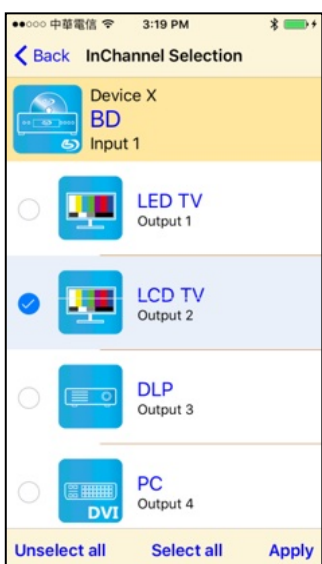 中華電信 3:19 PM
Back InChannel Selection
Device X
BD
Input 1
LED TV
Output 1
LCD TV
Output 2
DLP
Output 3
PC
Output 4
DVI
Unselect all Select all Apply